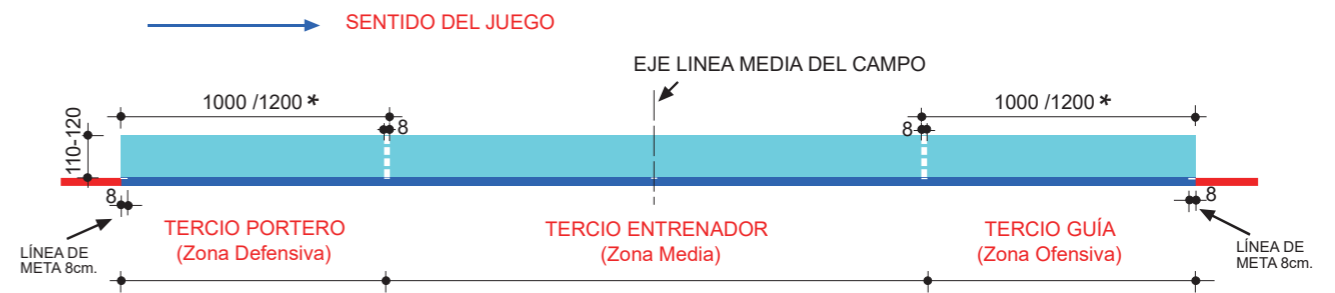 SENTIDO DEL JUEGO
EJE LINEA MEDIA DEL CAMPO
1000 /1200 *
1000 /1200 *
8
8
110-120
8
8
TERCIO PORTERO
(Zona Defensiva)
TERCIO ENTRENADOR
(Zona Media)
TERCIO GUÍA
(Zona Ofensiva)
LÍNEA DE
META 8cm.
LÍNEA DE
META 8cm.